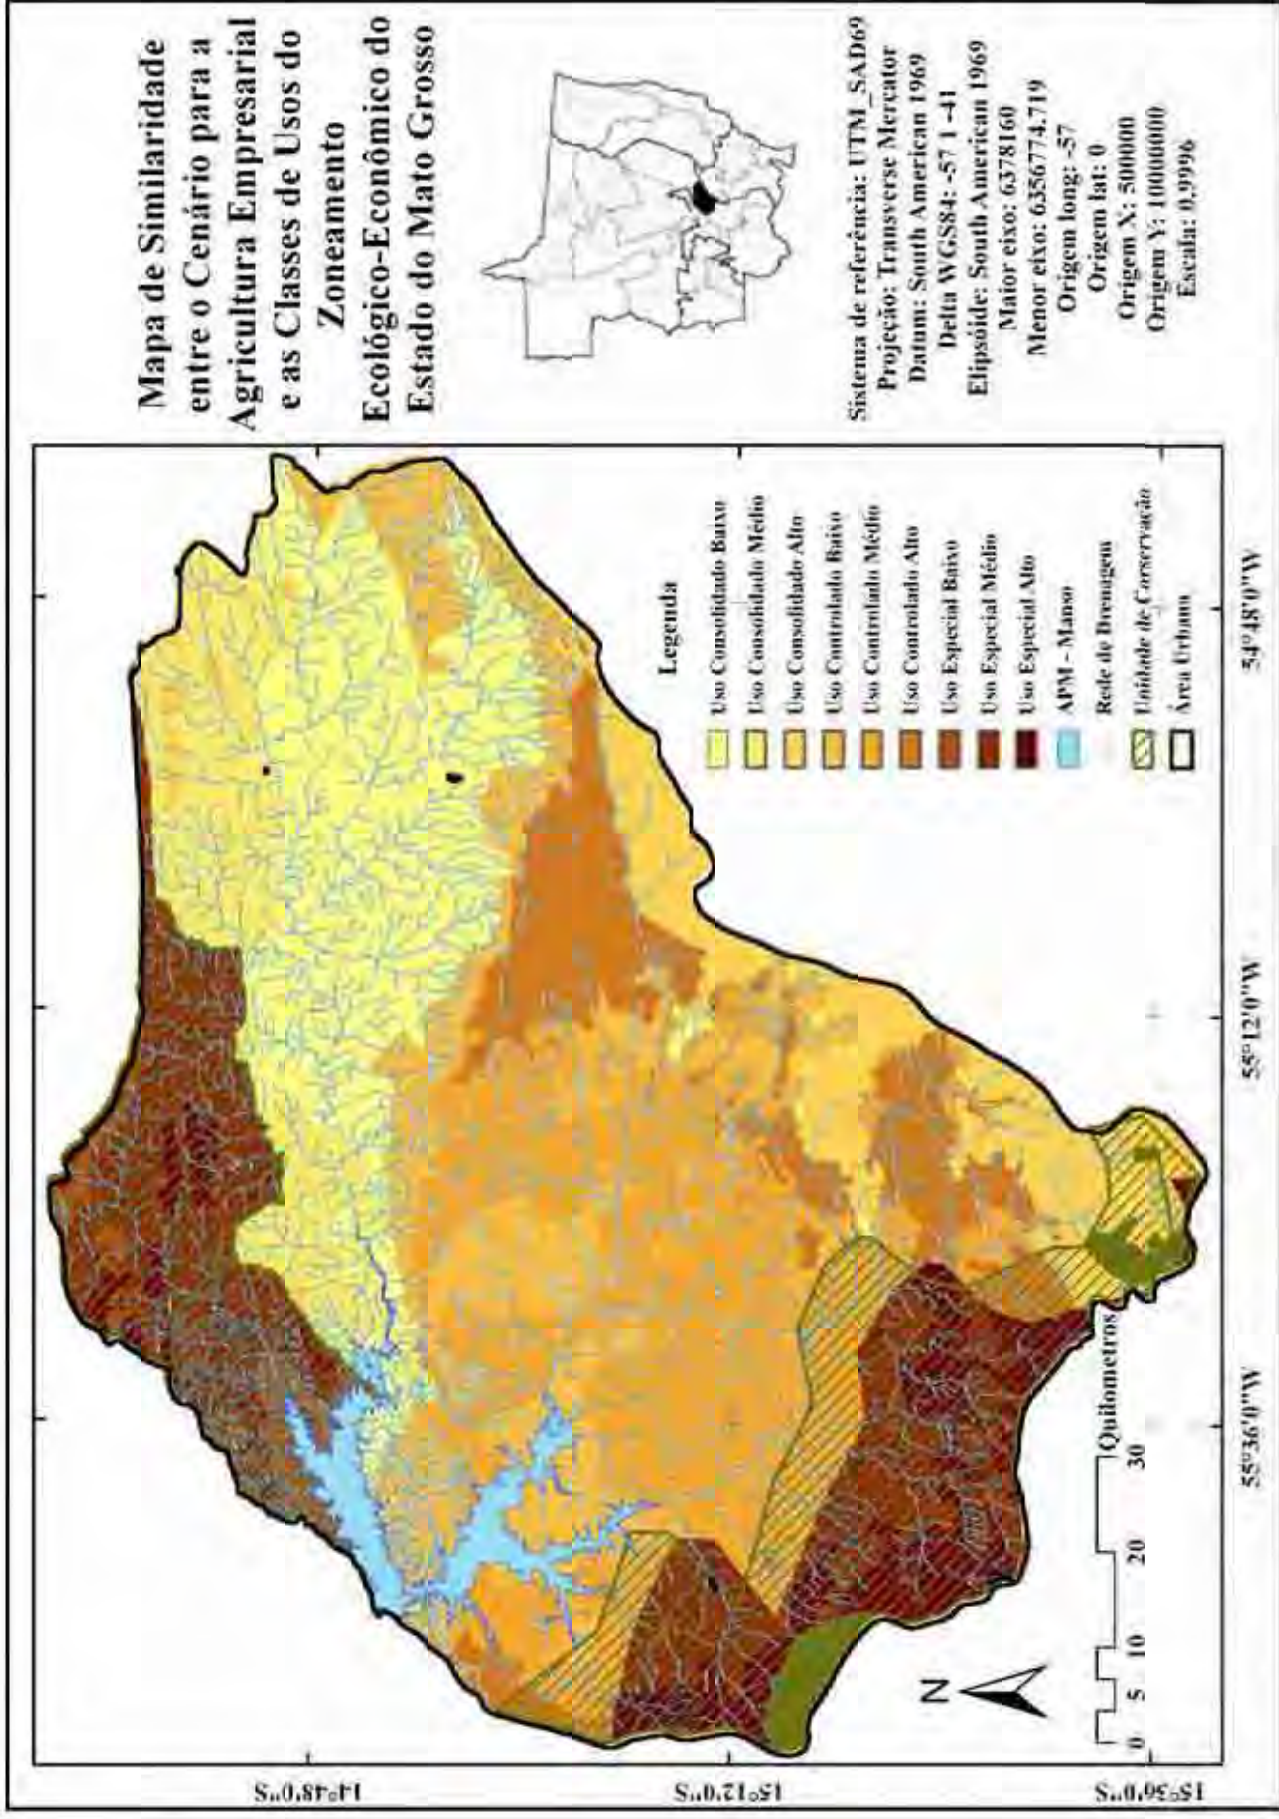 Mapa de Similaridade
entre o Cenário para a
Agricultura Empresarial
e as Classes de Usos do
Zoneamento
Ecológico-Econômico do
Estado do Mato Grosso
Sistema de referência: UTM_SAD69
Projeção: Transverse Mercator
Datum: South American 1969
Delta WGS84: -57 1 -41
Elipsóide: South American 1969
Maior eixo: 6378160
Menor eixo: 6356774.719
Origem long: -57
Origem lat: 0
Origem X: 500000
Origem Y: 10000000
Escala: 0,9996
Legenda
Uso Consolidado Baixo
Uso Consolidado Médio
Uso Consolidado Alto
Uso Controlado Baixo
Uso Controlado Médio
Uso Controlado Alto
Uso Especial Baixo
Uso Especial Médio
Uso Especial Alto
APM - Manso
Rede de Drenagem
Unidade de Conservação
Área Urbana
N
Quilometros
0 5 10 20 30
14°48'0"S
15°12'0"S
15°36'0"S
55°36'0"W
55°12'0"W
54°48'0"W